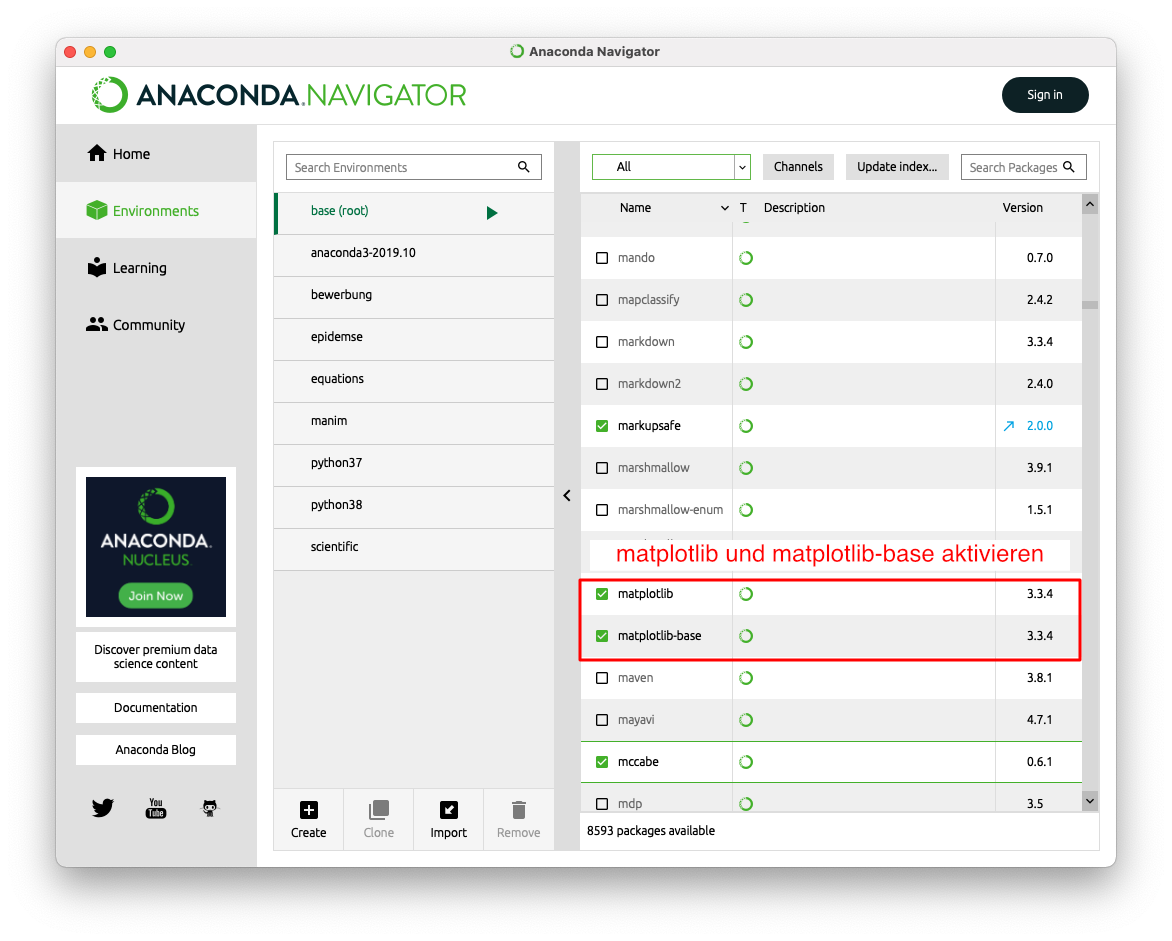 Anaconda Navigator
ANACONDA.NAVIGATOR
Sign in
Home
Environments
Learning
Community
ANACONDA.
NUCLEUS
Join Now
Discover premium data
science content
Documentation
Anaconda Blog
You
Tube
Search Environments
base (root)
anaconda3-2019.10
bewerbung
epidemse
equations
manim
python37
python38
scientific
Create
Clone
Import
Remove
All
Channels
Update index...
Search Packages
Name T Description Version
mando 0.7.0
mapclassify 2.4.2
markdown 3.3.4
markdown2 2.4.0
markupsafe 2.0.0
marshmallow 3.9.1
marshmallow-enum 1.5.1
matplotlib und matplotlib-base aktivieren
matplotlib 3.3.4
matplotlib-base 3.3.4
maven 3.8.1
mayavi 4.7.1
mccabe 0.6.1
mdp 3.5
8593 packages available